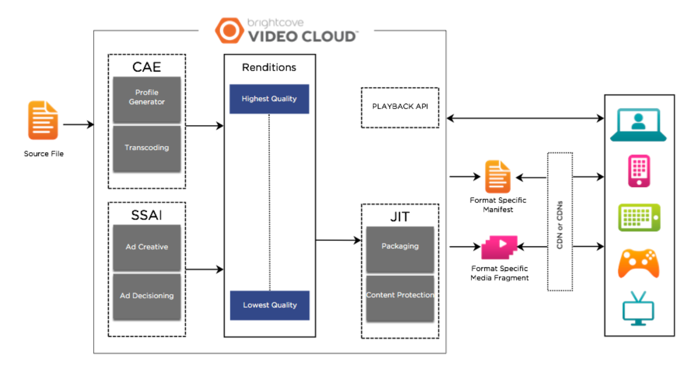 brightcove
VIDEO CLOUD™
CAE
Profile
Generator
Transcoding
Renditions
Highest Quality
Lowest Quality
SSAI
Ad Creative
Ad Decisioning
Source File
PLAYBACK API
JIT
Packaging
Content Protection
Format Specific
Manifest
Format Specific
Media Fragment
CDN or CDNs